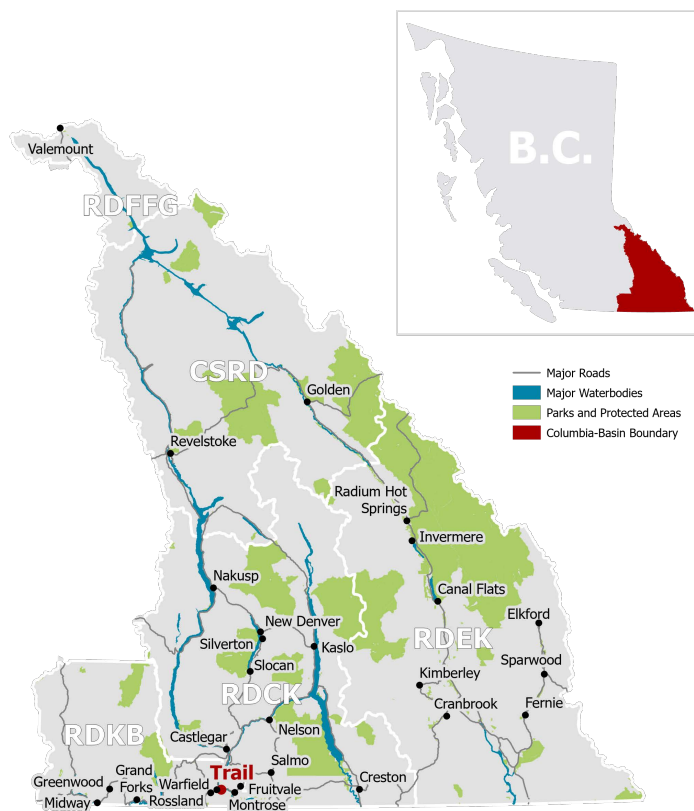 B.C.
Valemount
RDFFG
CSRD
Golden
Revelstoke
Radium Hot
Springs
Invermere
Nakusp
Canal Flats
New Denver
Silverton
Kaslo
Slocan
Elkford
RDEK
Sparwood
Kimberley
RDCK
Cranbrook
Fernie
RDKB
Nelson
Castlegar
Salmo
Trail
Creston
Grand
Forks
Greenwood
Warfield
Fruitvale
Midway
Rossland
Montrose
Major Roads
Major Waterbodies
Parks and Protected Areas
Columbia-Basin Boundary